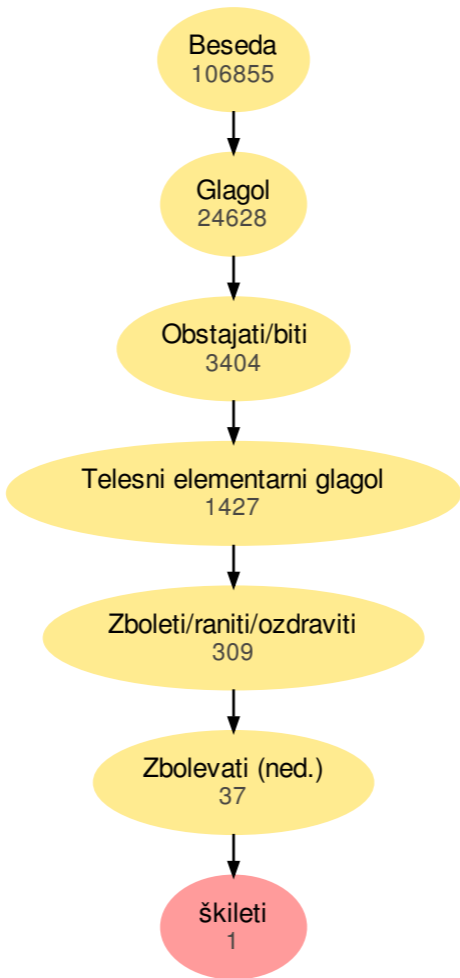 Beseda
106855
Glagol
24628
Obstajati/biti
3404
Telesni elementarni glagol
1427
Zboleti/raniti/ozdraviti
309
Zbolevati (ned.)
37
škileti
1